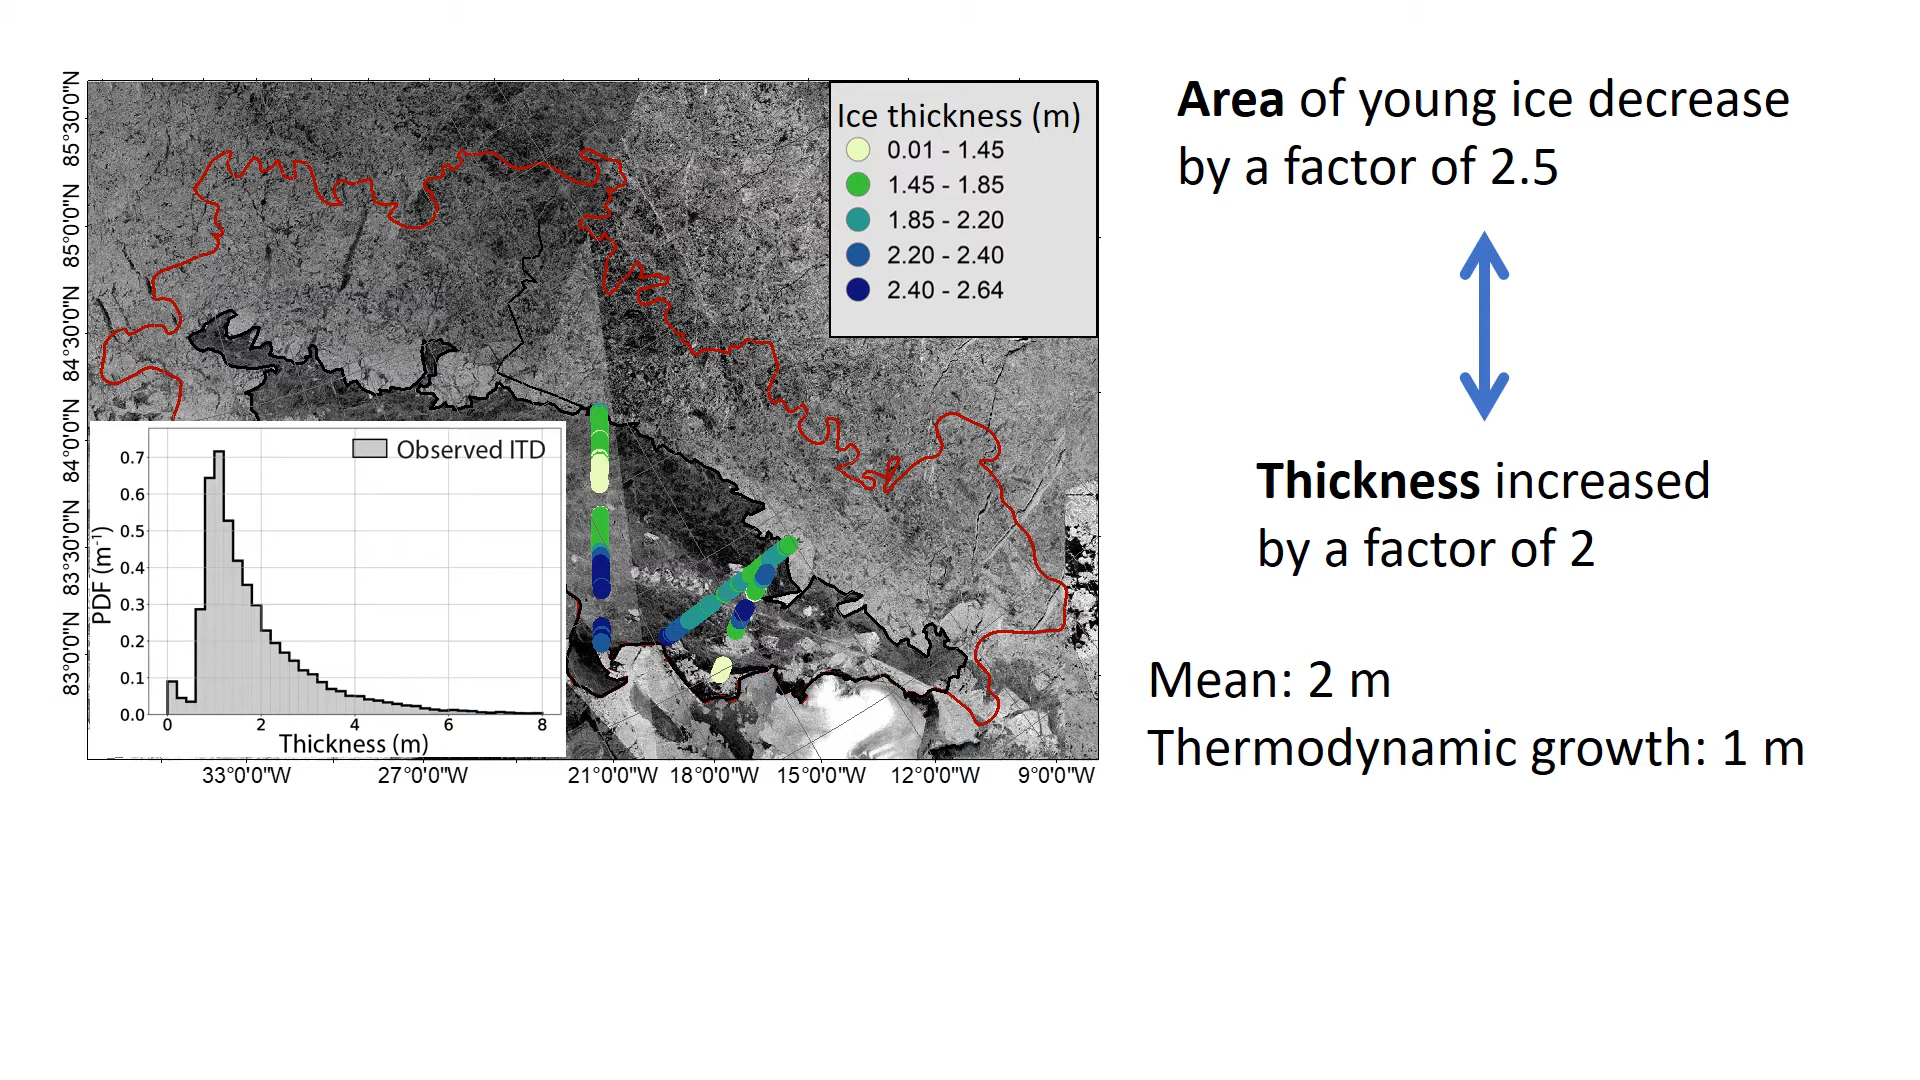 Area of young ice decrease
by a factor of 2.5
Thickness increased
by a factor of 2
Mean: 2 m
Thermodynamic growth: 1 m
Ice thickness (m)
0.01 - 1.45
1.45 - 1.85
1.85 - 2.20
2.20 - 2.40
2.40 - 2.64
85°30'0"N
85°0'0"N
84°30'0"N
84°0'0"N
83°30'0"N
83°0'0"N
33°0'0"W
27°0'0"W
21°0'0"W
18°0'0"W
15°0'0"W
12°0'0"W
9°0'0"W
Observed ITD
PDF (m-1)
0.7
0.6
0.5
0.4
0.3
0.2
0.1
0.0
0
2
4
6
8
Thickness (m)